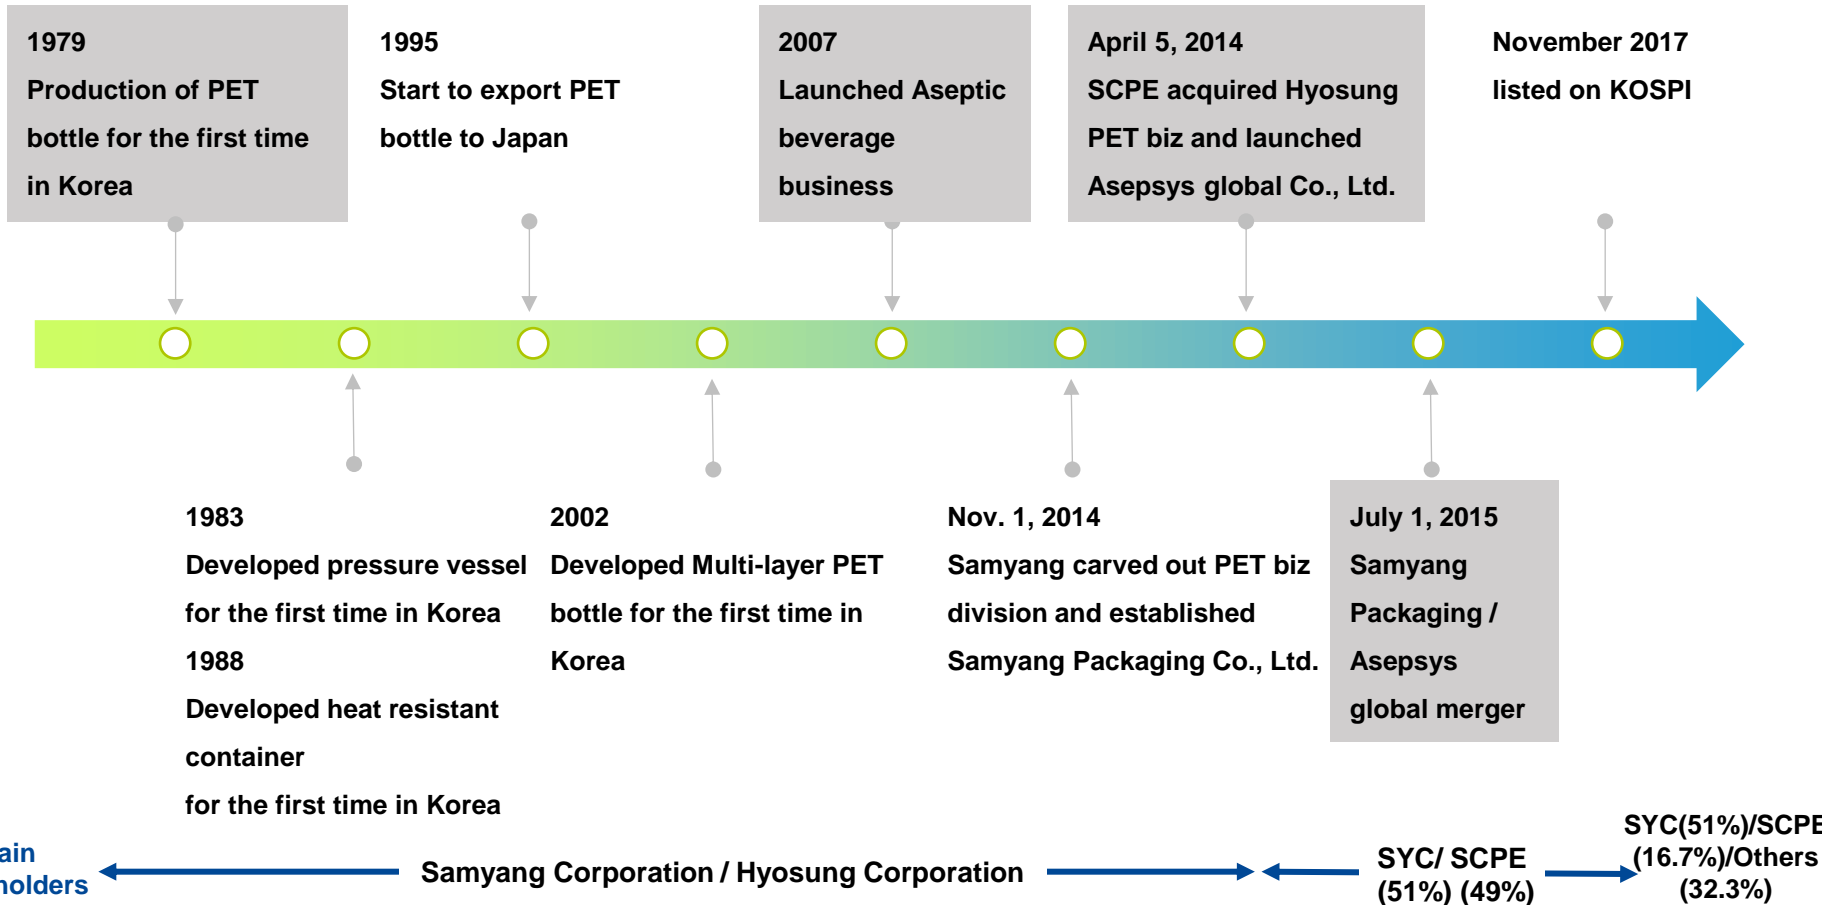 1979
Production of PET
bottle for the first time
in Korea
1995
Start to export PET
bottle to Japan
2007
Launched Aseptic
beverage
business
April 5, 2014
SCPE acquired Hyosung
PET biz and launched
Asepsys global Co., Ltd.
November 2017
listed on KOSPI
1983
Developed pressure vessel
for the first time in Korea
1988
Developed heat resistant
container
for the first time in Korea
2002
Developed Multi-layer PET
bottle for the first time in
Korea
Nov. 1, 2014
Samyang carved out PET biz
division and established
Samyang Packaging Co., Ltd.
July 1, 2015
Samyang
Packaging /
Asepsys
global merger
ain
holders
Samyang Corporation / Hyosung Corporation
SYC/ SCPE
(51%) (49%)
SYC(51%)/SCPE
(16.7%)/Others
(32.3%)